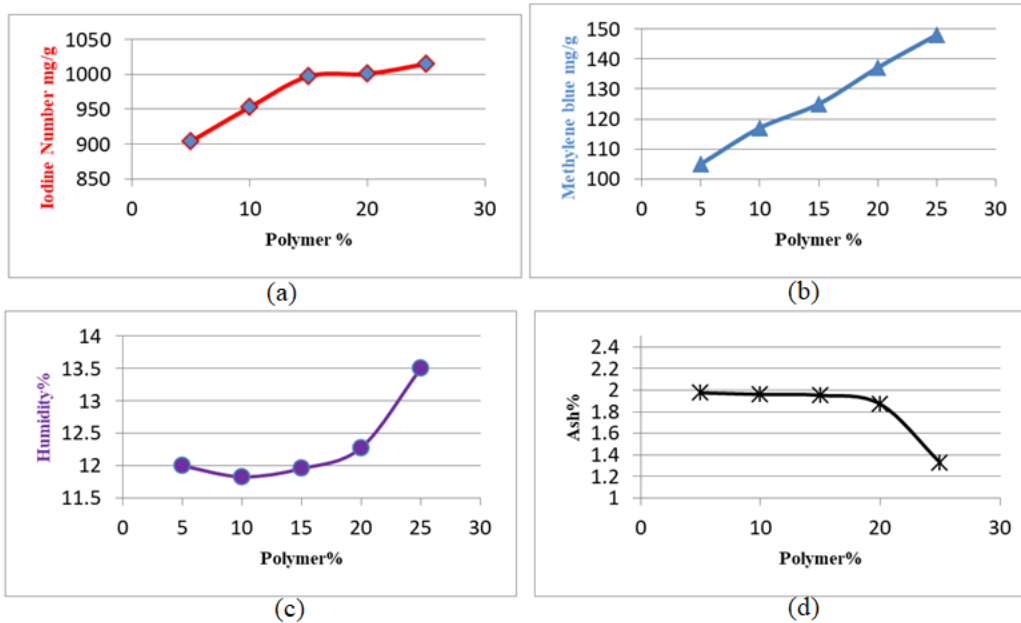 Iodine Number mg/g
1050
1000
950
900
850
0 10 20 30
Polymer %
(a)
Methylene blue mg/g
150
140
130
120
110
100
0 5 10 15 20 25 30
Polymer %
(b)
Humidity%
14
13.5
13
12.5
12
11.5
0 5 10 15 20 25 30
Polymer%
(c)
Ash%
2.4
2.2
2
1.8
1.6
1.4
1.2
1
0 10 20 30
Polymer%
(d)